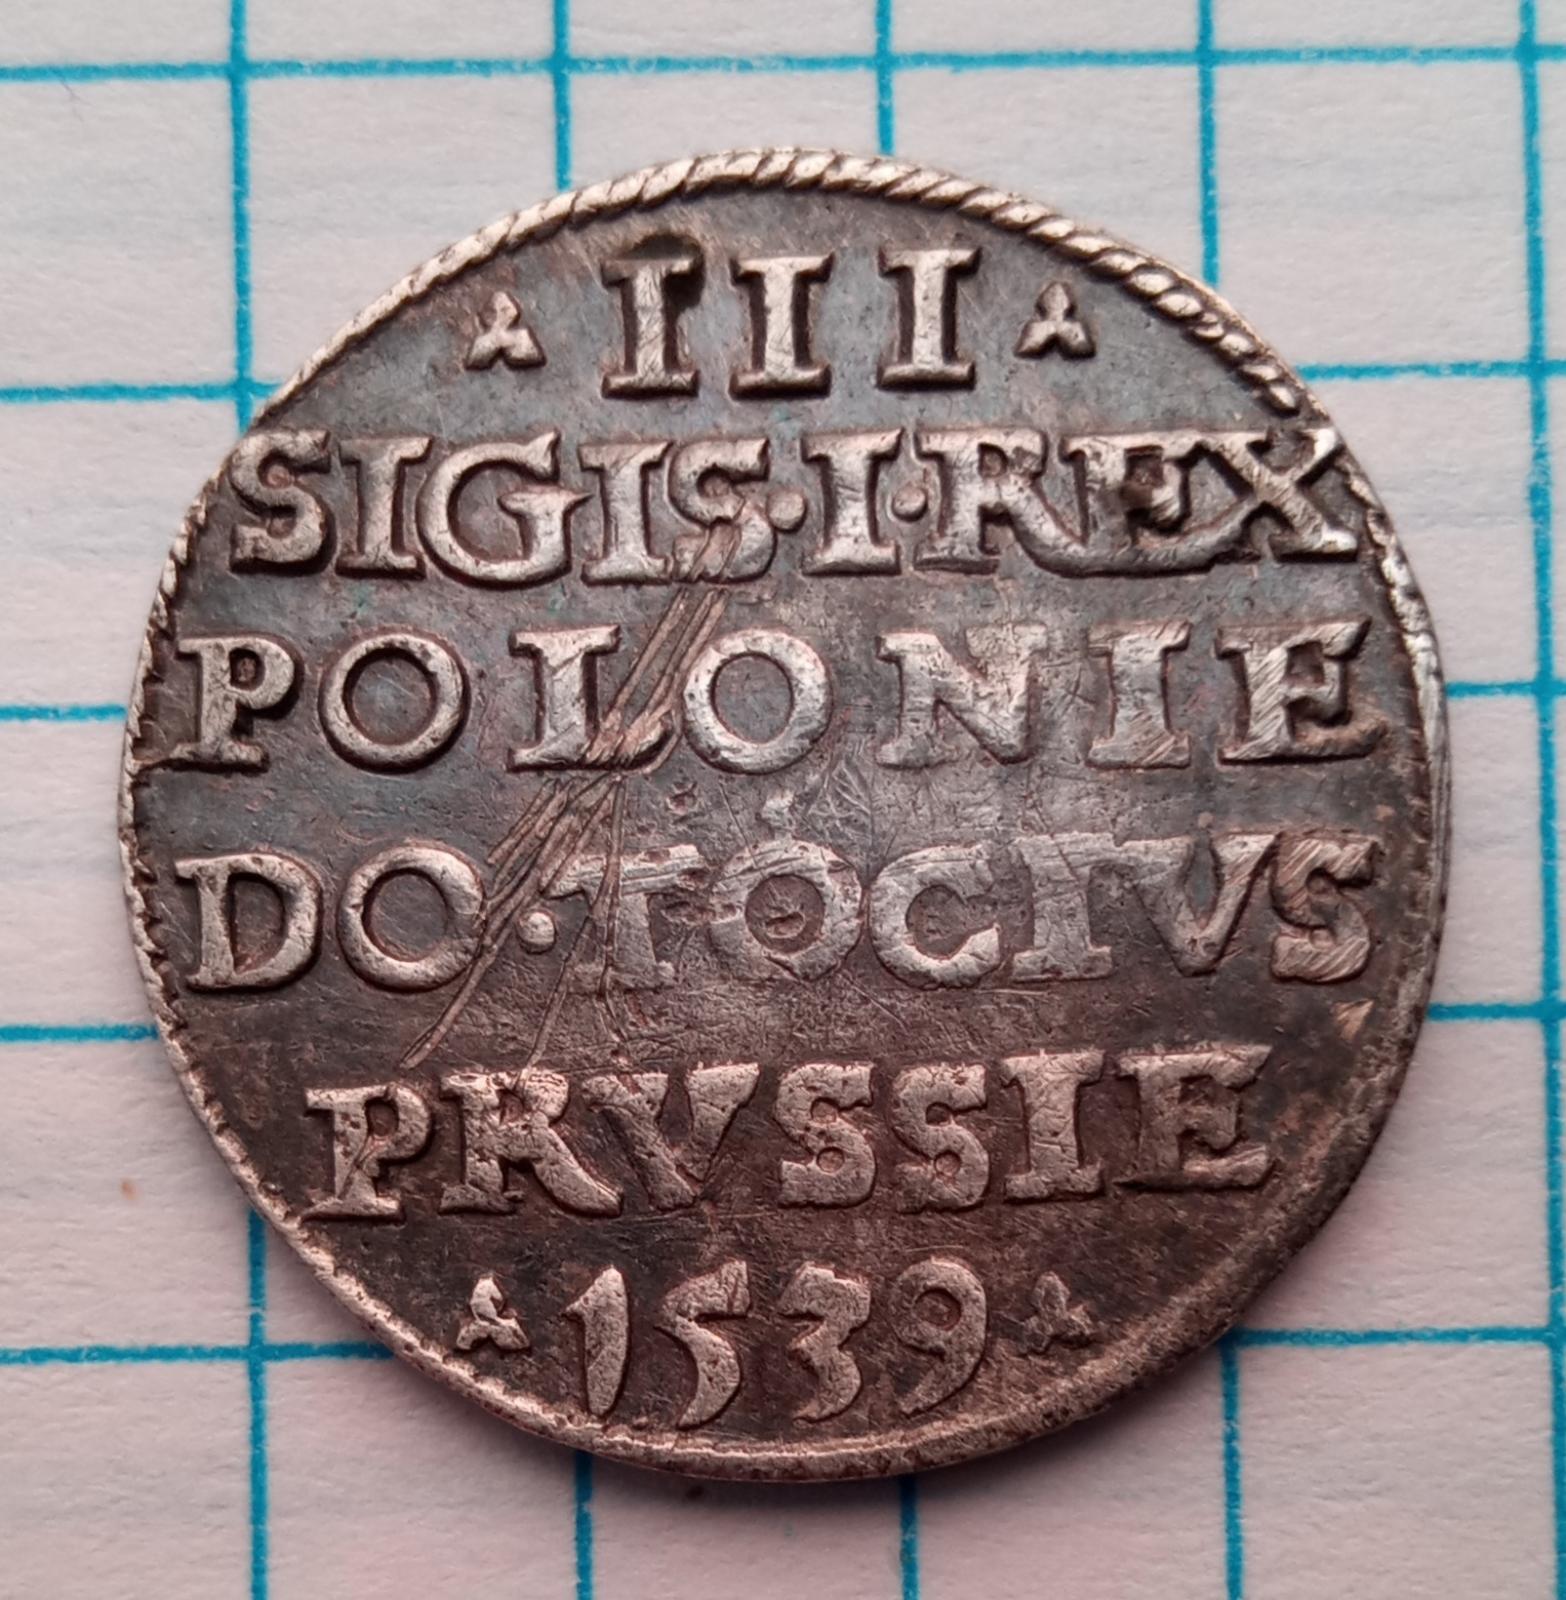 III
SIGIS·I·REX
POLONIE
DO·TOCIVS
PRVSSIE
1539